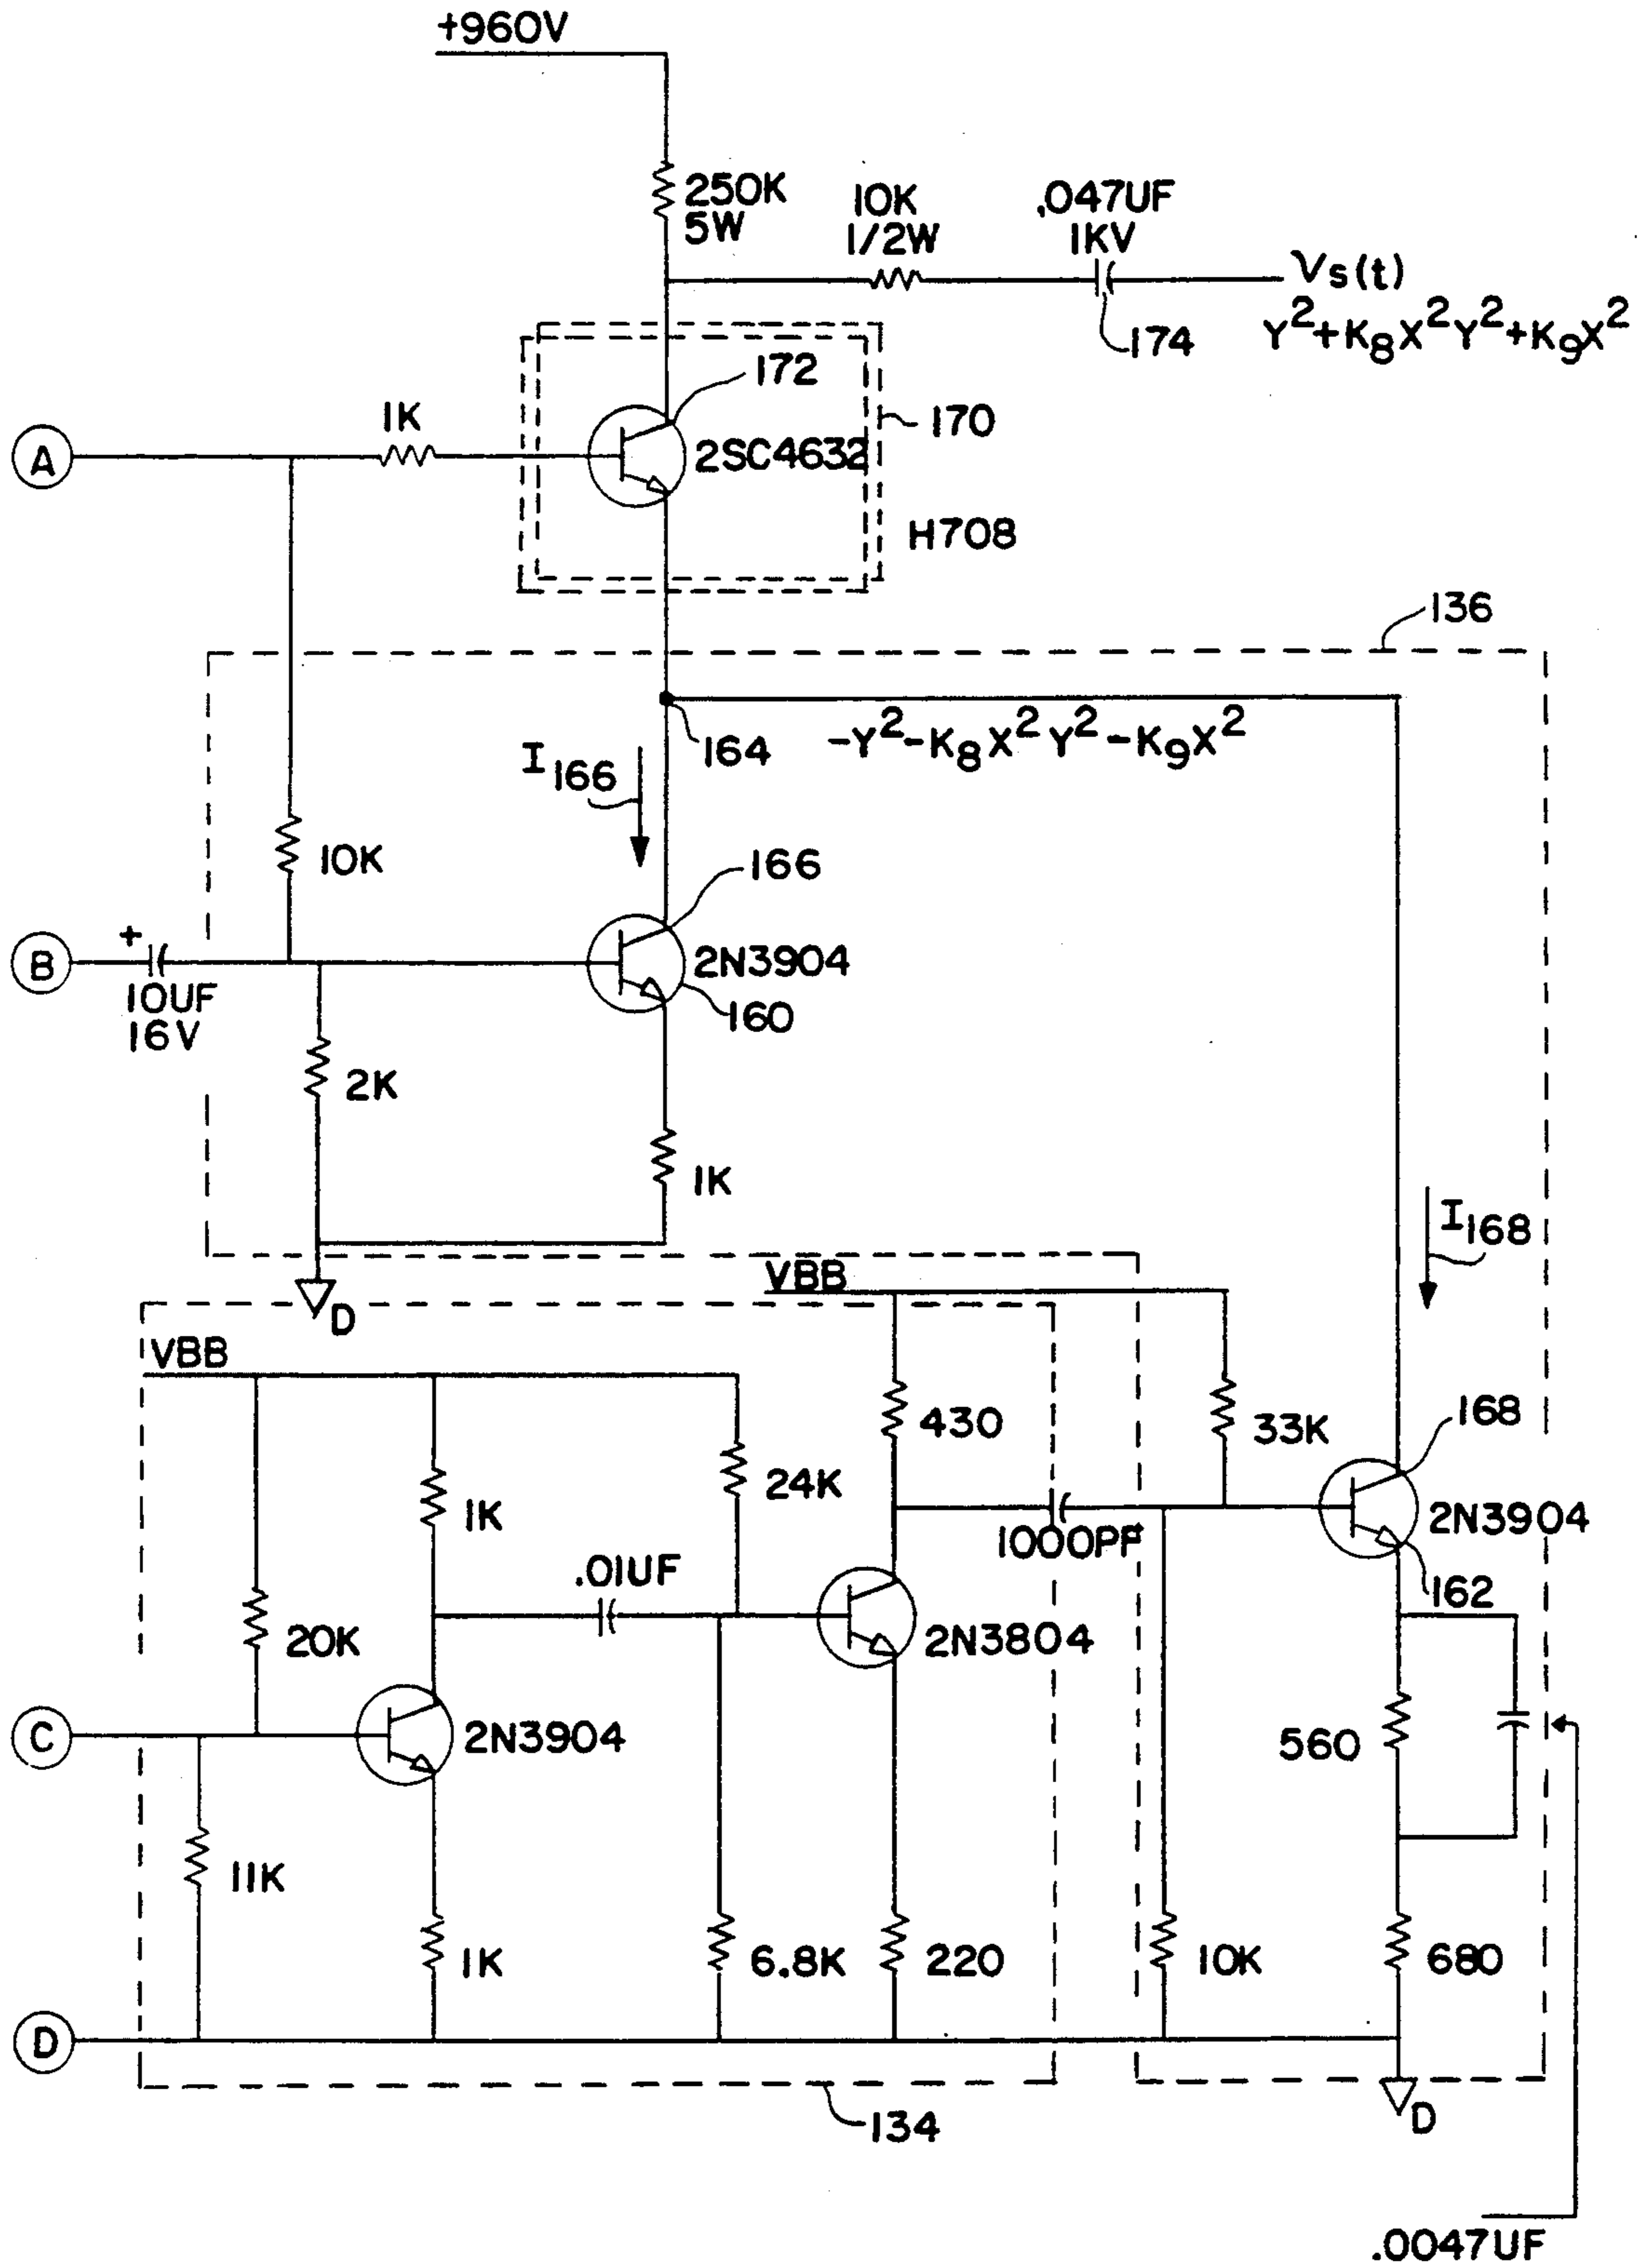 +960V
250K
5W
10K
1/2W
.047UF
1KV
Vs(t)
174
Y²+K₈X²Y²+K₉X²
172
1K
170
A
2SC4632
H708
136
164
-Y²-K₈X²Y²-K₉X²
I₁₆₆
10K
166
+
B
2N3904
10UF
16V
160
2K
1K
I₁₆₈
VBB
D
VBB
430
33K
168
24K
1K
2N3904
1000PF
.01UF
162
20K
2N3804
C
2N3904
560
11K
1K
6.8K
220
10K
680
D
D
134
.0047UF